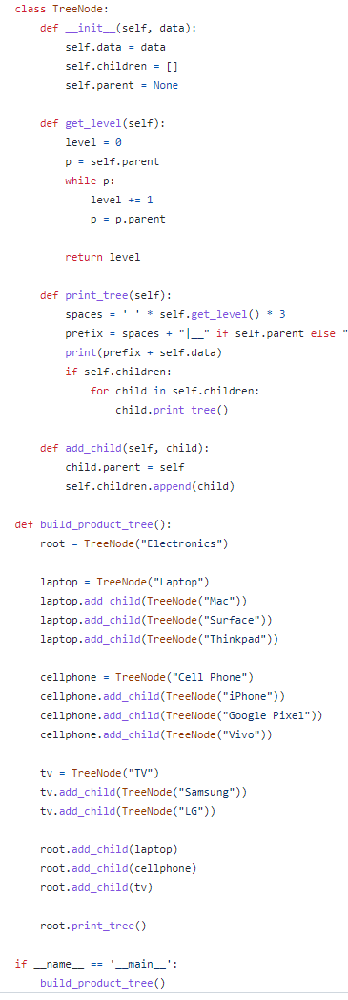 class TreeNode:
    def __init__(self, data):
        self.data = data
        self.children = []
        self.parent = None

    def get_level(self):
        level = 0
        p = self.parent
        while p:
            level += 1
            p = p.parent

        return level

    def print_tree(self):
        spaces = ' ' * self.get_level() * 3
        prefix = spaces + "|__" if self.parent else "
        print(prefix + self.data)
        if self.children:
            for child in self.children:
                child.print_tree()

    def add_child(self, child):
        child.parent = self
        self.children.append(child)

def build_product_tree():
    root = TreeNode("Electronics")

    laptop = TreeNode("Laptop")
    laptop.add_child(TreeNode("Mac"))
    laptop.add_child(TreeNode("Surface"))
    laptop.add_child(TreeNode("Thinkpad"))

    cellphone = TreeNode("Cell Phone")
    cellphone.add_child(TreeNode("iPhone"))
    cellphone.add_child(TreeNode("Google Pixel"))
    cellphone.add_child(TreeNode("Vivo"))

    tv = TreeNode("TV")
    tv.add_child(TreeNode("Samsung"))
    tv.add_child(TreeNode("LG"))

    root.add_child(laptop)
    root.add_child(cellphone)
    root.add_child(tv)

    root.print_tree()

if __name__ == '__main__':
    build_product_tree()